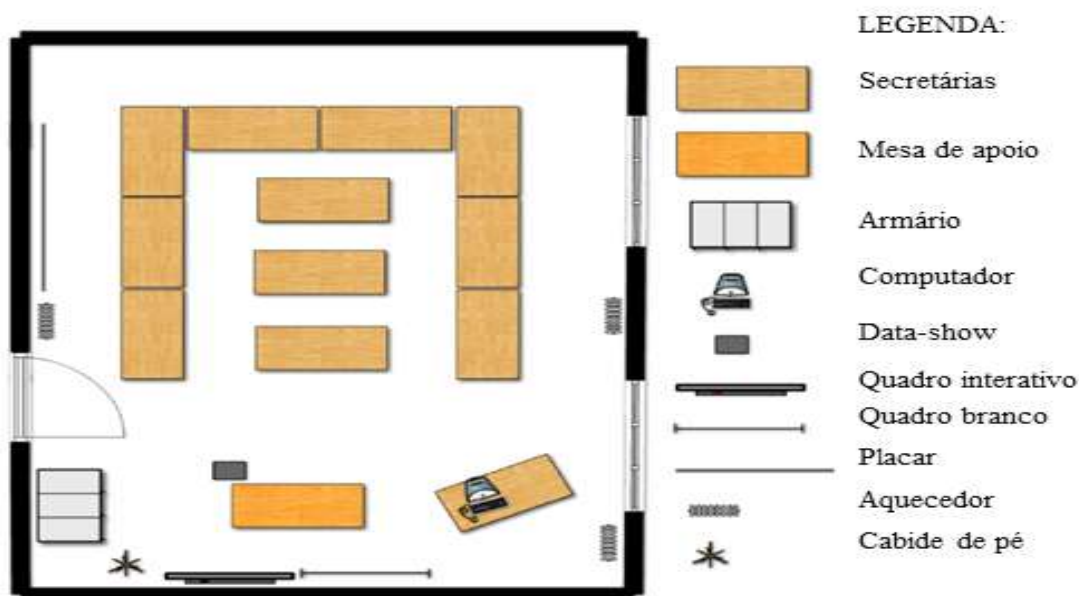 LEGENDA:
Secretárias
Mesa de apoio
Armário
Computador
Data-show
Quadro interativo
Quadro branco
Placar
Aquecedor
Cabide de pé